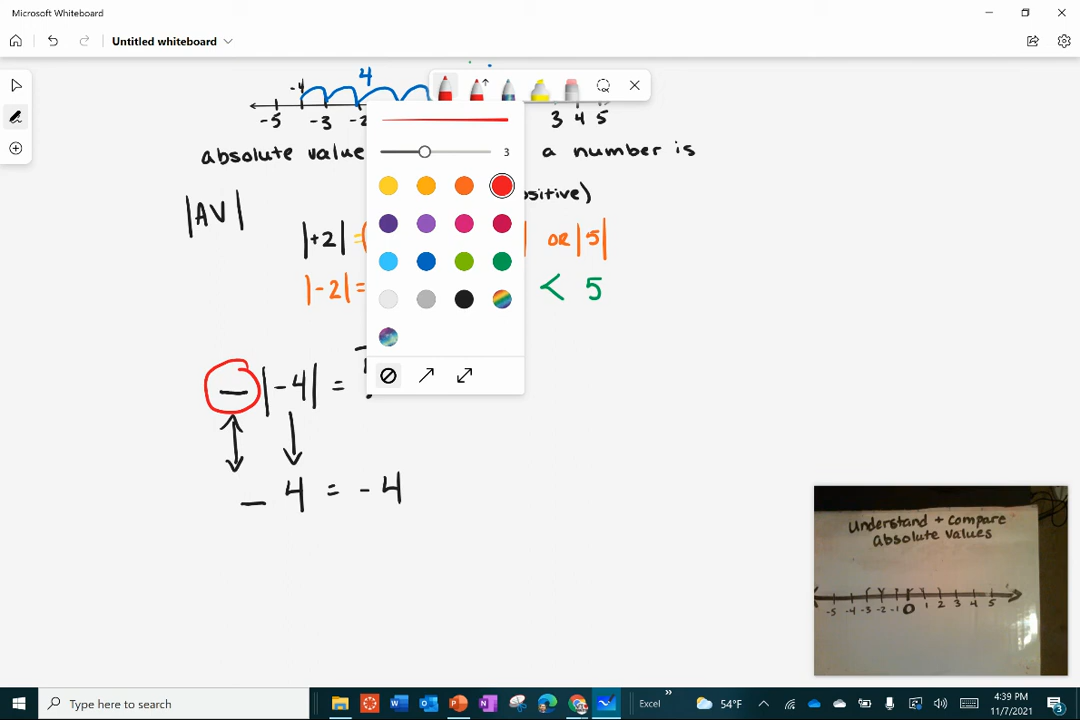 Microsoft Whiteboard
Untitled whiteboard
-4 4
-5 -3 -2 3 4 5
absolute value a number is
3
sitive)
|AV|
|+2| = OR |5|
|-2| = < 5
- |-4| =
- 4 = -4
Understand + compare
absolute values
-5 -4 -3 -2 -1 0 1 2 3 4 5
Type here to search
Excel
54°F
4:39 PM
11/7/2021
3